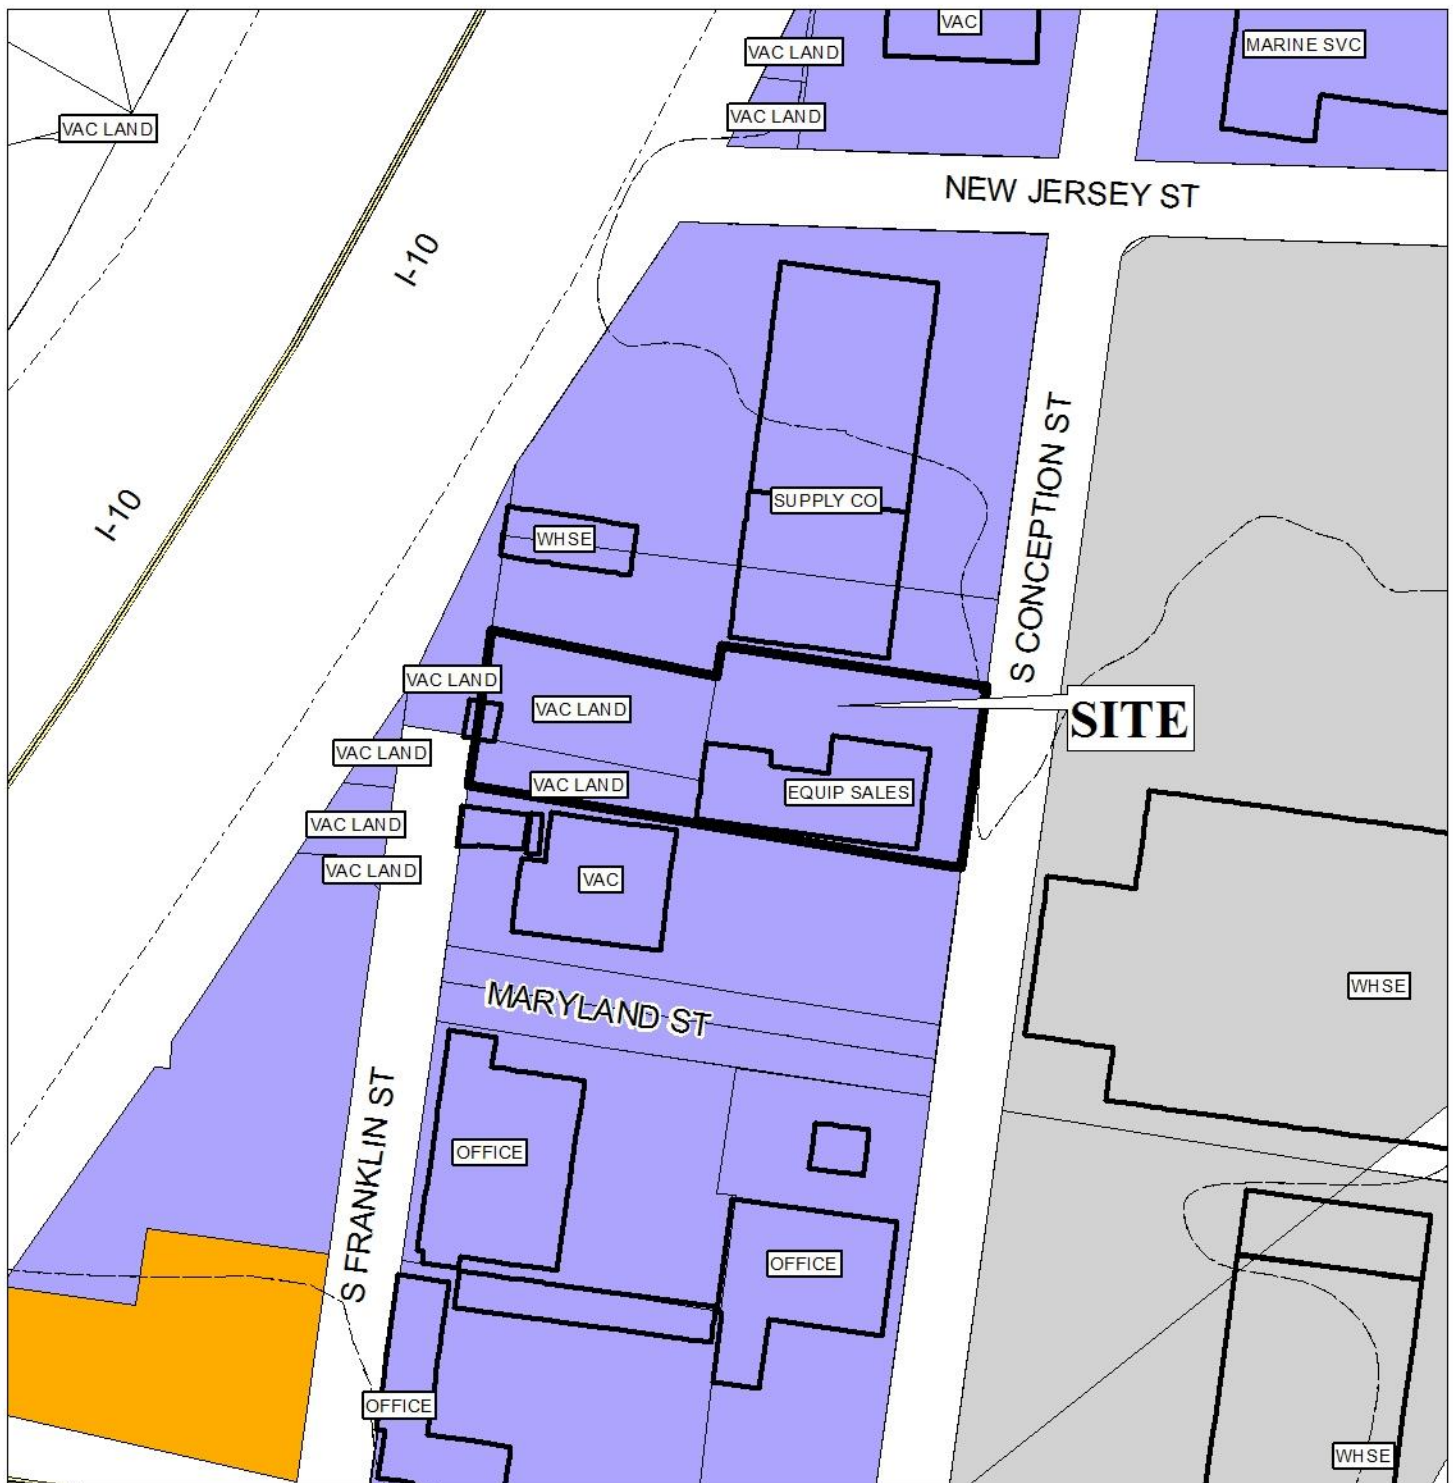 VAC
MARINE SVC
VAC LAND
VAC LAND
VAC LAND
NEW JERSEY ST
I-10
I-10
S CONCEPTION ST
SUPPLY CO
WHSE
VAC LAND
VAC LAND
SITE
VAC LAND
VAC LAND
EQUIP SALES
VAC LAND
VAC LAND
VAC
WHSE
MARYLAND ST
S FRANKLIN ST
OFFICE
OFFICE
OFFICE
WHSE